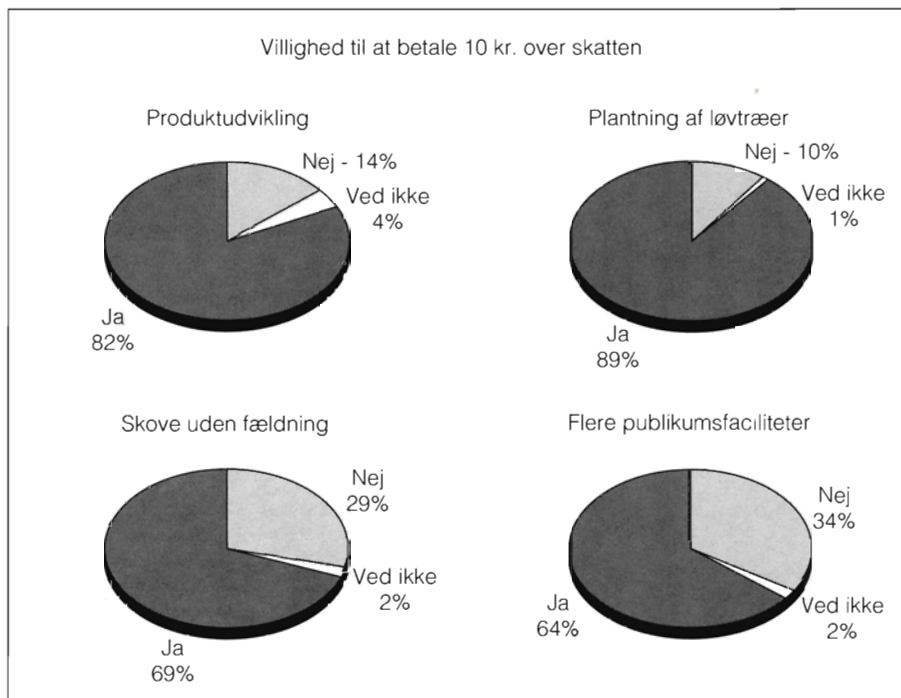 Villighed til at betale 10 kr. over skatten
Produktudvikling
Nej - 14%
Ved ikke
4%
Ja
82%
Plantning af løvtræer
Nej - 10%
Ved ikke
1%
Ja
89%
Skove uden fældning
Nej
29%
Ved ikke
2%
Ja
69%
Flere publikumsfaciliteter
Nej
34%
Ved ikke
2%
Ja
64%